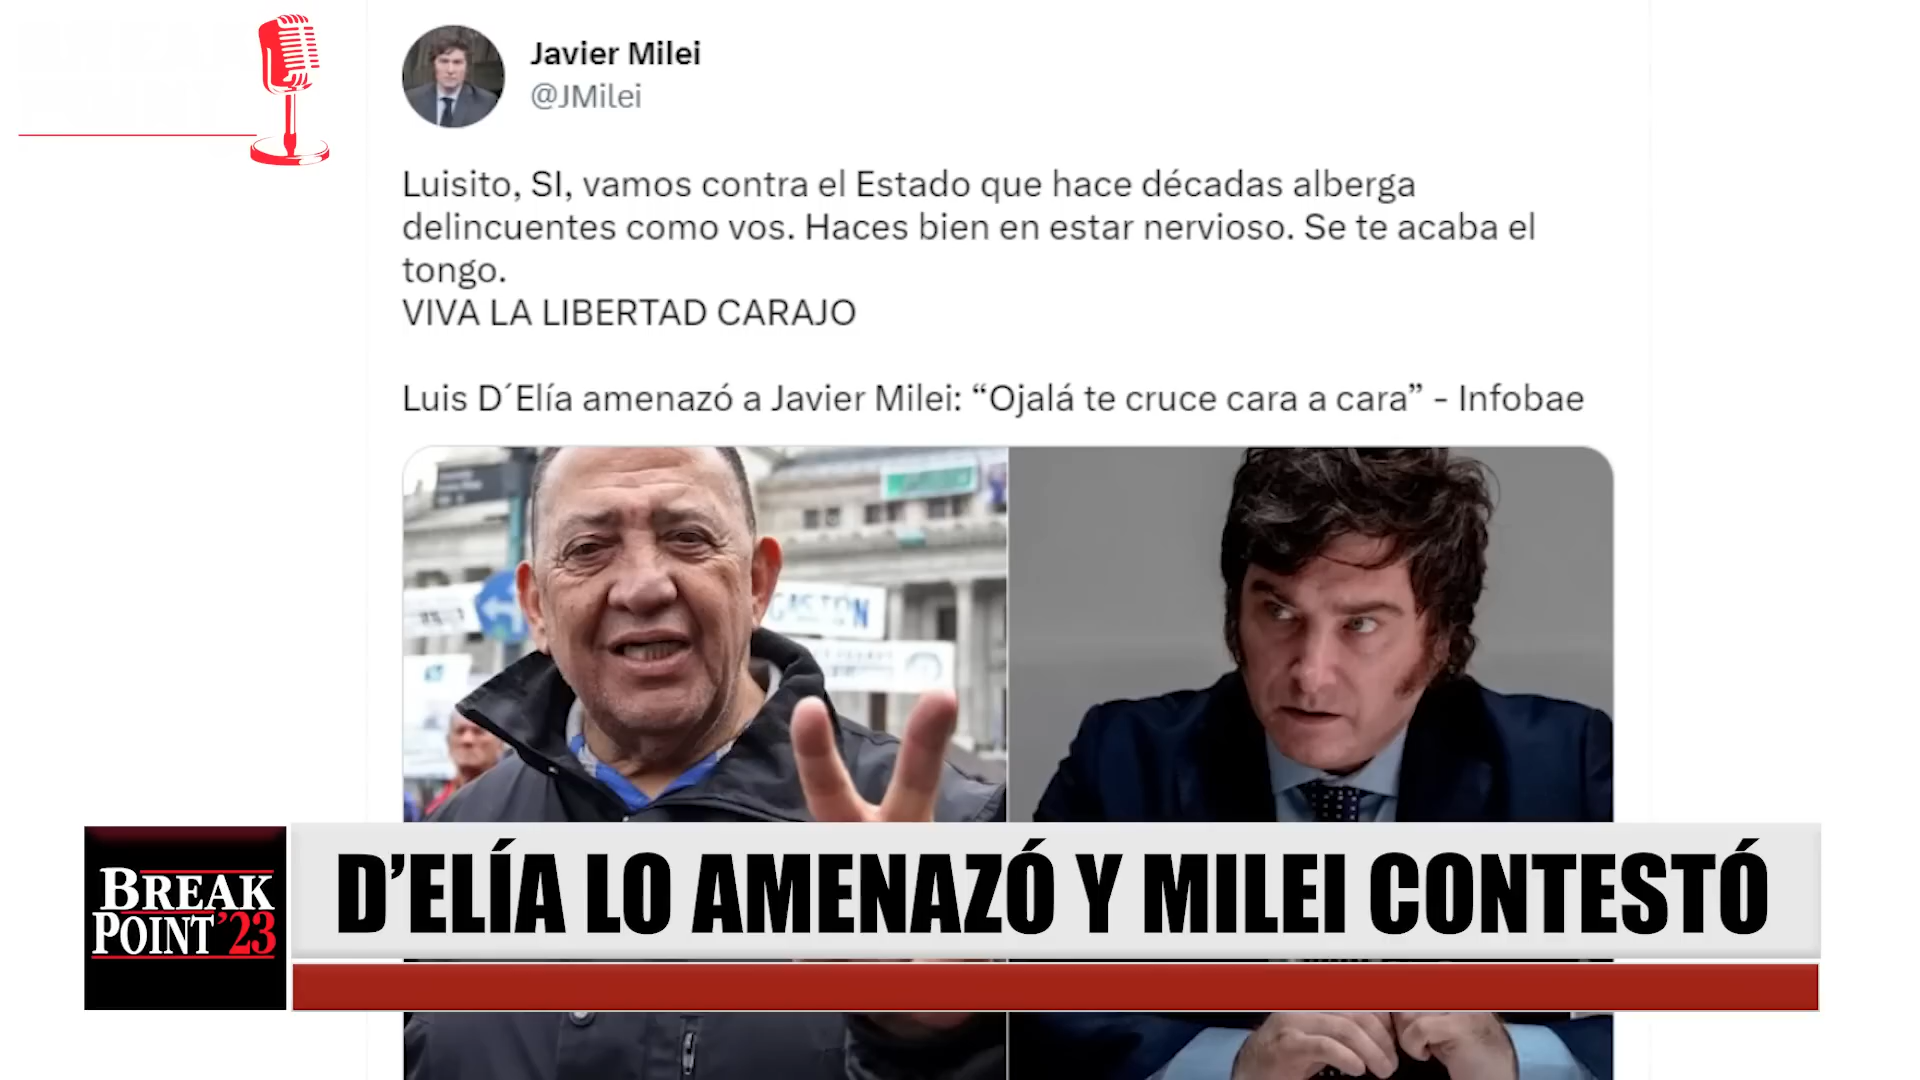 Javier Milei
@JMilei
Luisito, SI, vamos contra el Estado que hace décadas alberga
delincuentes como vos. Haces bien en estar nervioso. Se te acaba el
tongo.
VIVA LA LIBERTAD CARAJO
Luis D´Elía amenazó a Javier Milei: “Ojalá te cruce cara a cara” - Infobae
GASTÓN
BREAK
POINT '23
D’ELÍA LO AMENAZÓ Y MILEI CONTESTÓ